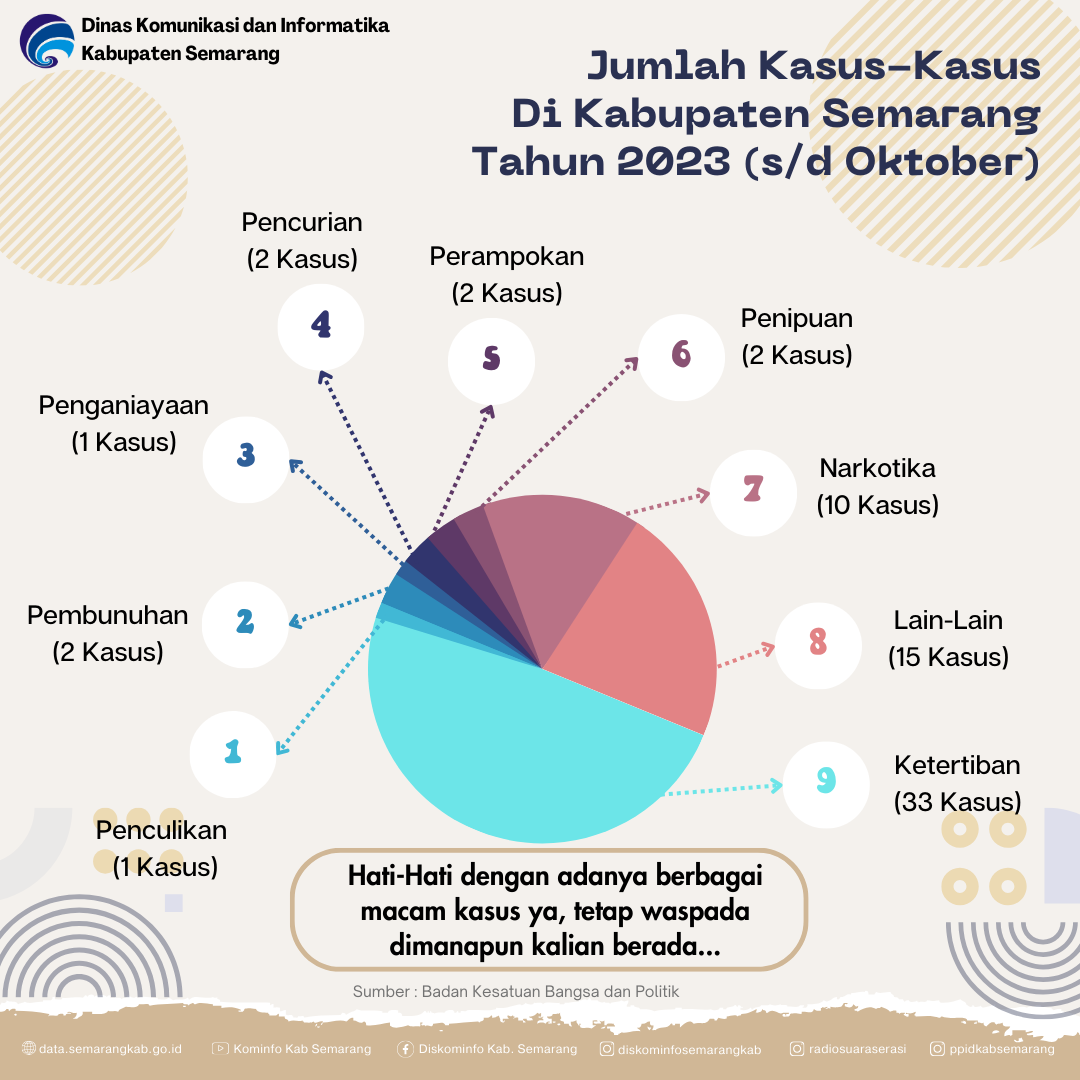 Dinas Komunikasi dan Informatika
Kabupaten Semarang
Jumlah Kasus-Kasus
Di Kabupaten Semarang
Tahun 2023 (s/d Oktober)
Pencurian
(2 Kasus)
4
Perampokan
(2 Kasus)
5
6
Penipuan
(2 Kasus)
Penganiayaan
(1 Kasus)
3
7
Narkotika
(10 Kasus)
Pembunuhan
(2 Kasus)
2
8
Lain-Lain
(15 Kasus)
1
Penculikan
(1 Kasus)
9
Ketertiban
(33 Kasus)
Hati-Hati dengan adanya berbagai
macam kasus ya, tetap waspada
dimanapun kalian berada...
Sumber : Badan Kesatuan Bangsa dan Politik
data.semarangkab.go.id
Kominfo Kab Semarang
Diskominfo Kab. Semarang
diskominfosemarangkab
radiosuaraserasi
ppidkabsemarang